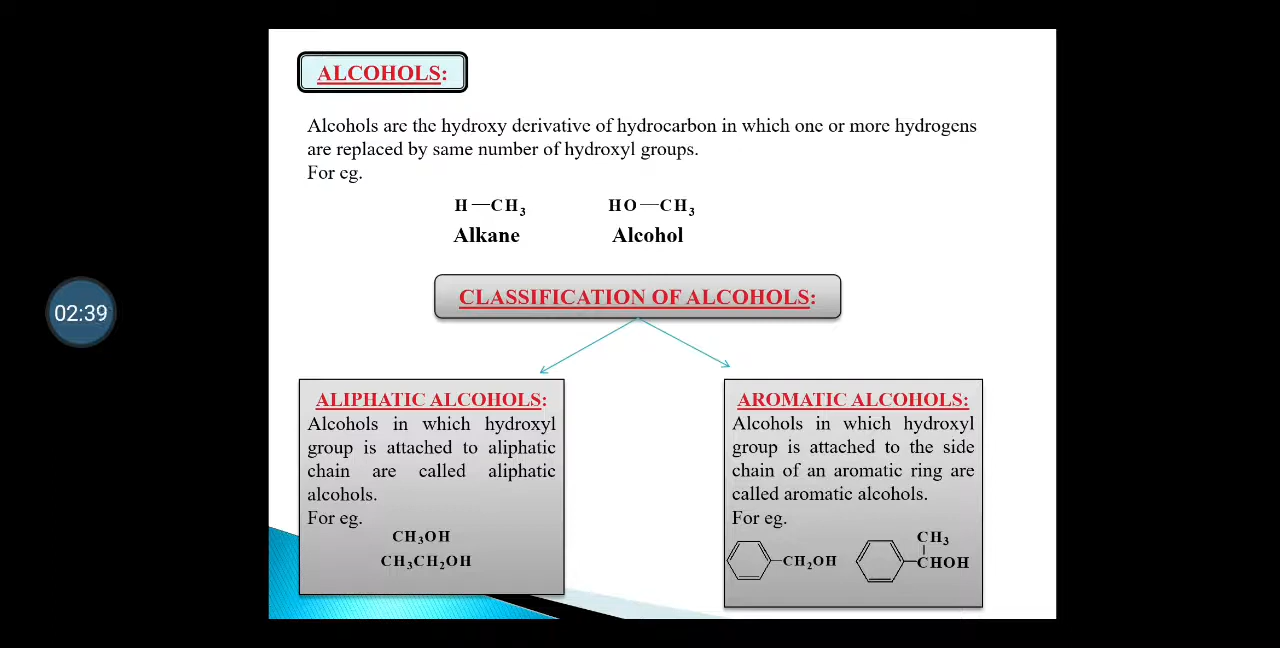 ALCOHOLS:
Alcohols are the hydroxy derivative of hydrocarbon in which one or more hydrogens
are replaced by same number of hydroxyl groups.
For eg.
H—CH₃ HO—CH₃
Alkane Alcohol
CLASSIFICATION OF ALCOHOLS:
02:39
ALIPHATIC ALCOHOLS:
Alcohols in which hydroxyl
group is attached to aliphatic
chain are called aliphatic
alcohols.
For eg.
CH₃OH
CH₃CH₂OH
AROMATIC ALCOHOLS:
Alcohols in which hydroxyl
group is attached to the side
chain of an aromatic ring are
called aromatic alcohols.
For eg.
CH₃
CH₂OH CHOH